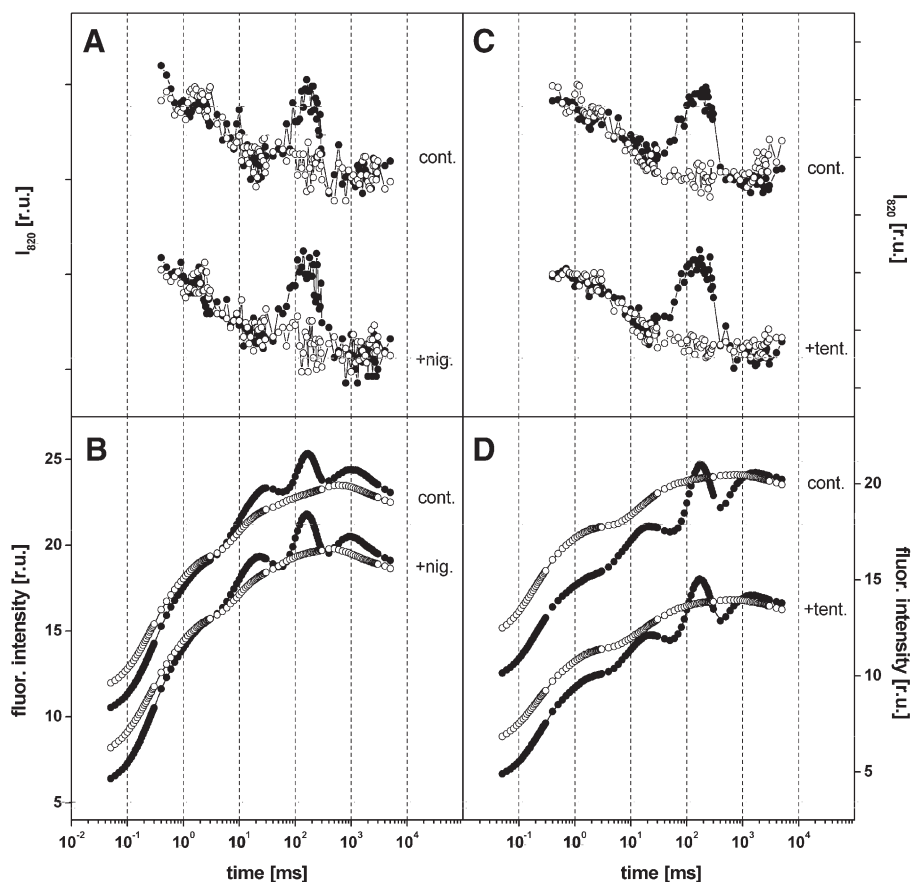 A
C
I₈₂₀ [r.u.]
cont.
+nig.
cont.
+tent.
I₈₂₀ [r.u.]
B
D
fluor. intensity [r.u.]
25
20
15
10
5
cont.
+nig.
cont.
+tent.
20
15
10
5
fluor. intensity [r.u.]
10⁻² 10⁻¹ 10⁰ 10¹ 10² 10³ 10⁴
10⁻¹ 10⁰ 10¹ 10² 10³ 10⁴
time [ms]
time [ms]